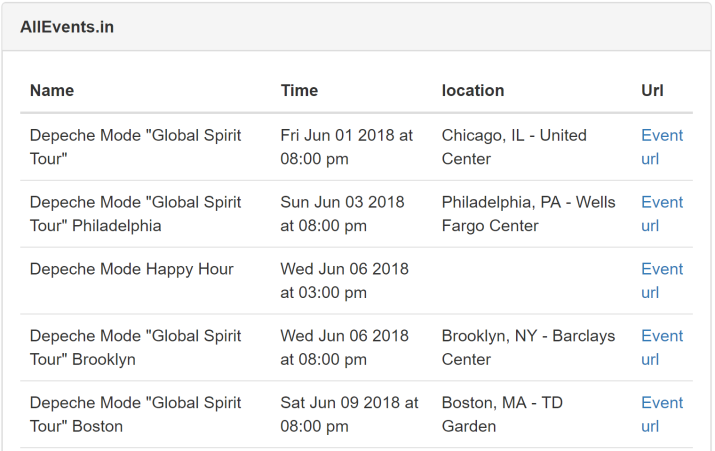 AllEvents.in
Name Time location Url
Depeche Mode "Global Spirit Fri Jun 01 2018 at Chicago, IL - United Event
Tour" 08:00 pm Center url
Depeche Mode "Global Spirit Sun Jun 03 2018 Philadelphia, PA - Wells Event
Tour" Philadelphia at 08:00 pm Fargo Center url
Depeche Mode Happy Hour Wed Jun 06 2018 Event
at 03:00 pm url
Depeche Mode "Global Spirit Wed Jun 06 2018 Brooklyn, NY - Barclays Event
Tour" Brooklyn at 08:00 pm Center url
Depeche Mode "Global Spirit Sat Jun 09 2018 at Boston, MA - TD Event
Tour" Boston 08:00 pm Garden url